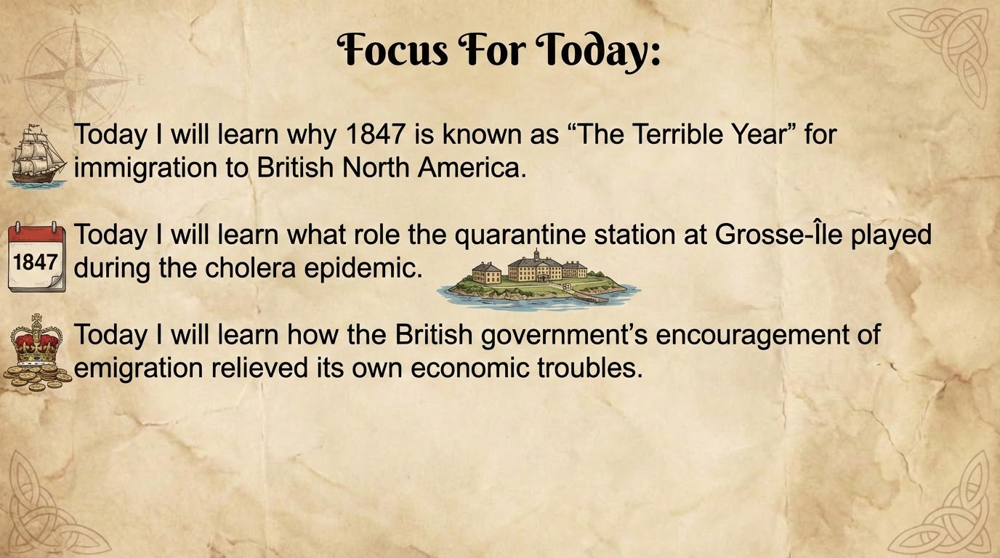 Focus For Today:
N
W E
S
Today I will learn why 1847 is known as “The Terrible Year” for
immigration to British North America.
1847
Today I will learn what role the quarantine station at Grosse-Île played
during the cholera epidemic.
Today I will learn how the British government’s encouragement of
emigration relieved its own economic troubles.